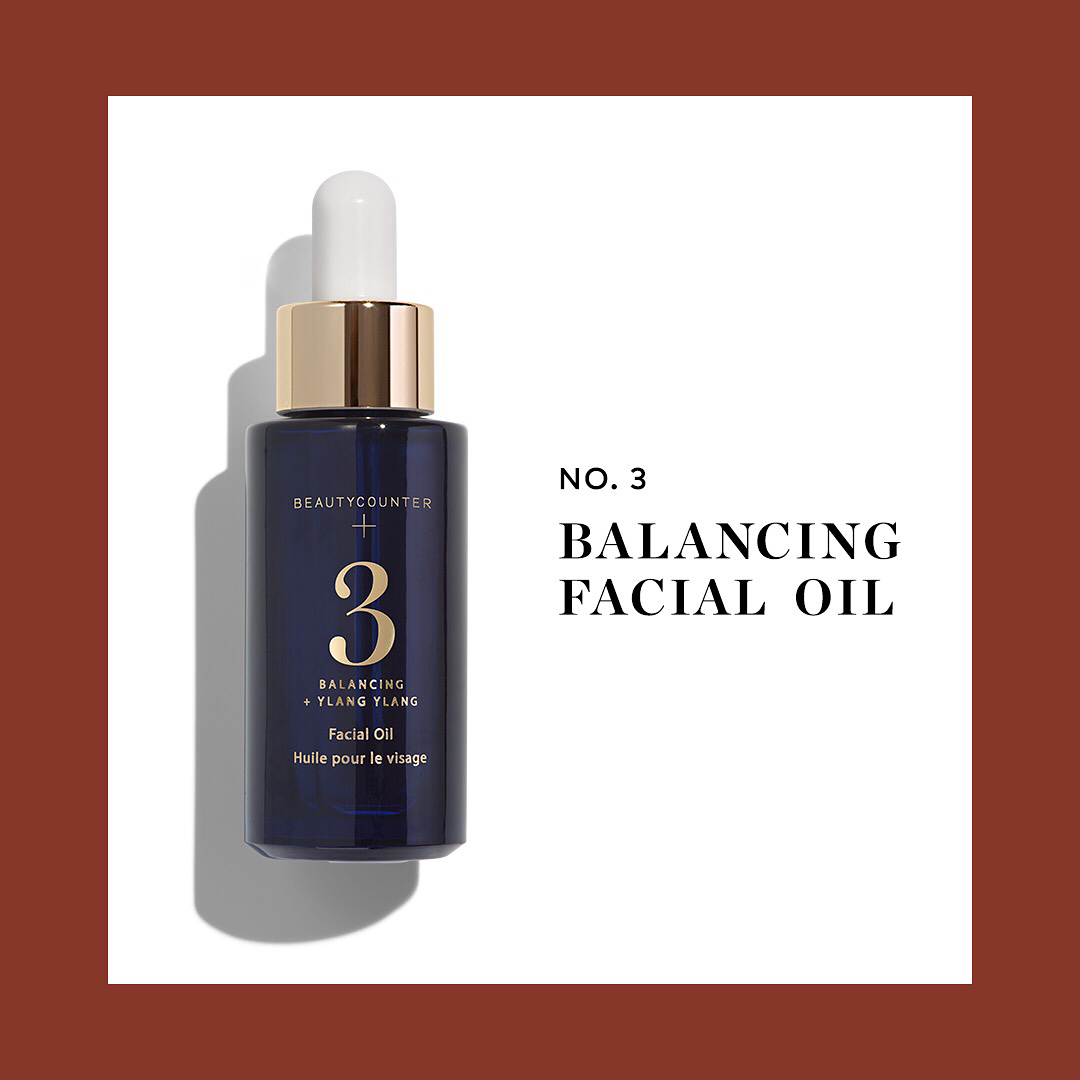 BEAUTYCOUNTER
+
3
BALANCING
+ YLANG YLANG
Facial Oil
Huile pour le visage
NO. 3
BALANCING
FACIAL OIL